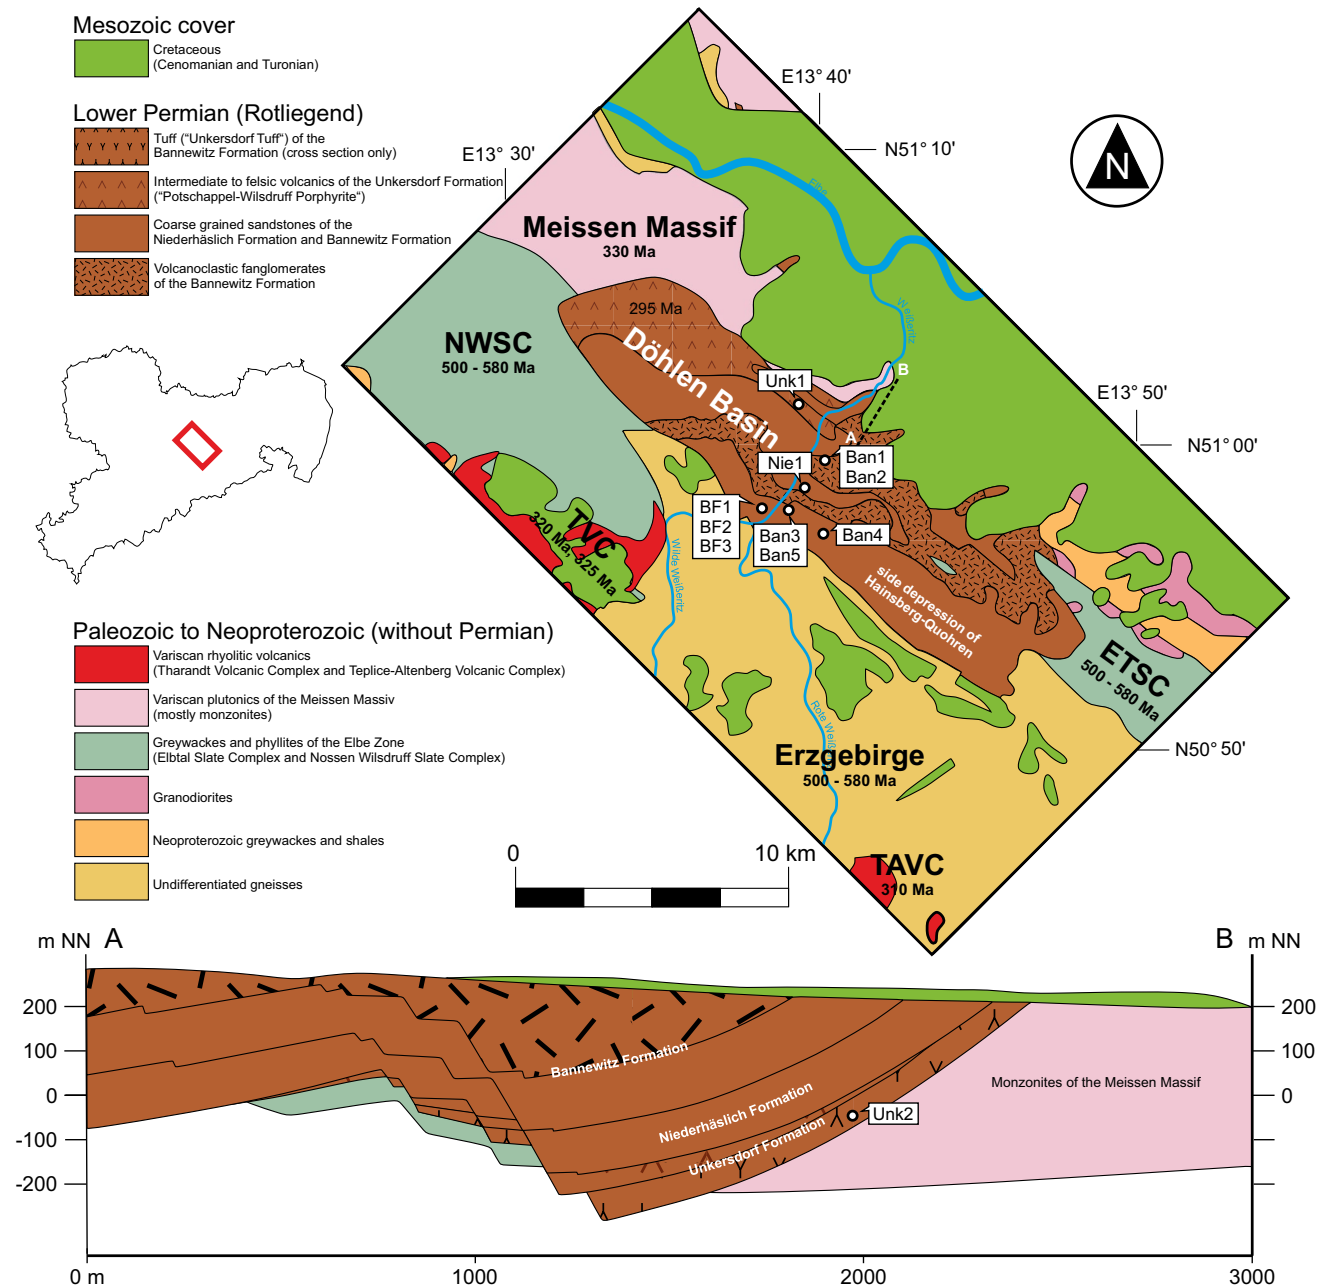 Mesozoic cover
Cretaceous
(Cenomanian and Turonian)
Lower Permian (Rotliegend)
Tuff ("Unkersdorf Tuff“) of the
Bannewitz Formation (cross section only)
Intermediate to felsic volcanics of the Unkersdorf Formation
("Potschappel-Wilsdruff Porphyrite“)
Coarse grained sandstones of the
Niederhäslich Formation and Bannewitz Formation
Volcanoclastic fanglomerates
of the Bannewitz Formation
Paleozoic to Neoproterozoic (without Permian)
Variscan rhyolitic volcanics
(Tharandt Volcanic Complex and Teplice-Altenberg Volcanic Complex)
Variscan plutonics of the Meissen Massiv
(mostly monzonites)
Greywackes and phyllites of the Elbe Zone
(Elbtal Slate Complex and Nossen Wilsdruff Slate Complex)
Granodiorites
Neoproterozoic greywackes and shales
Undifferentiated gneisses
E13° 30'
E13° 40'
N51° 10'
E13° 50'
N51° 00'
N50° 50'
N
Elbe
Weißeritz
Meissen Massif
330 Ma
295 Ma
NWSC
500 - 580 Ma
Döhlen Basin
Unk1
B
A
Ban1
Ban2
Nie1
BF1
BF2
BF3
Ban3
Ban5
Ban4
TVC
320 Ma, 325 Ma
Wilde Weißeritz
side depression of
Hainsberg-Quohren
ETSC
500 - 580 Ma
Rote Weiß
Erzgebirge
500 - 580 Ma
TAVC
310 Ma
0
10 km
m NN
A
B
m NN
200
100
0
-100
-200
200
100
0
Bannewitz Formation
Niederhäslich Formation
Unkersdorf Formation
Monzonites of the Meissen Massif
Unk2
0 m
1000
2000
3000